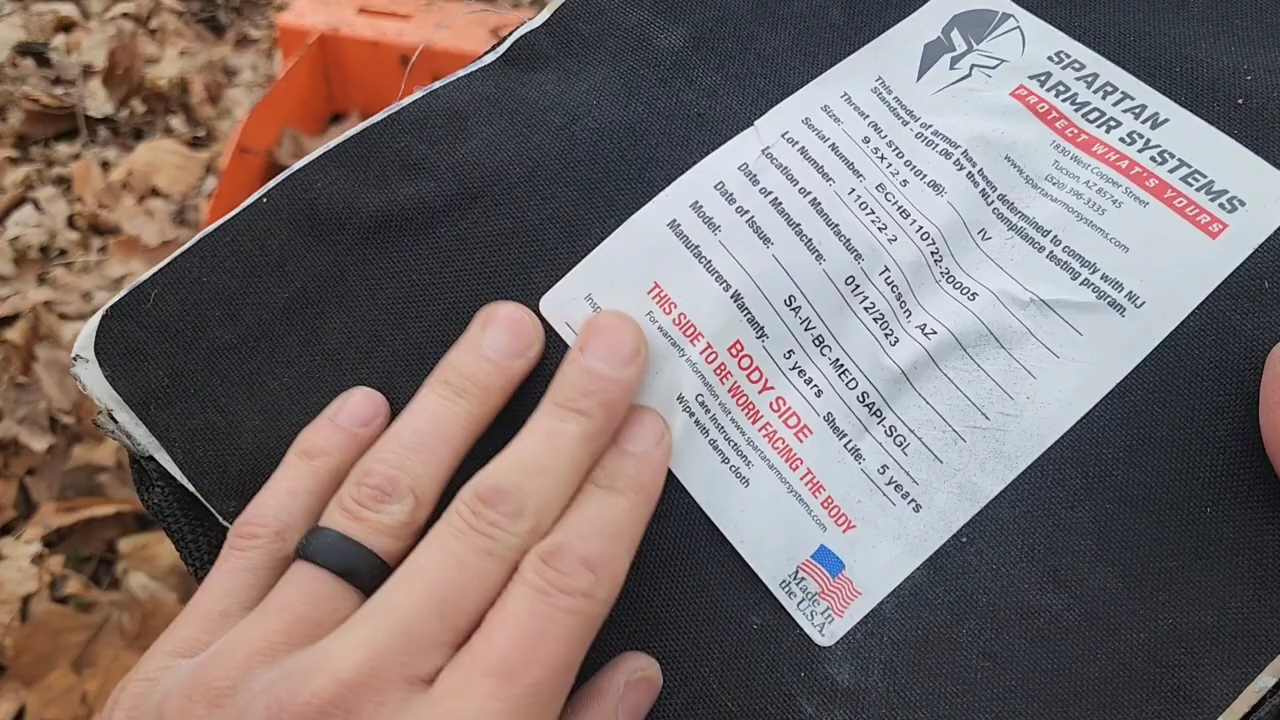 SPARTAN
ARMOR SYSTEMS
PROTECT WHAT'S YOURS
1830 West Copper Street
Tucson, AZ 85745
(520) 396-3335
www.spartanarmorsystems.com
This model of armor has been determined to comply with NIJ
Standard - 0101.06 by the NIJ compliance testing program.
Threat (NIJ STD 0101.06): IV
Size: 9.5X12.5
Serial Number: BCHB110722-20005
Lot Number: 110722.2
Location of Manufacture: Tucson, AZ
Date of Manufacture: 01/12/2023
Date of Issue:
Model: SA-IV-BC-MED SAPI-SGL
Manufacturers Warranty: 5 years Shelf Life: 5 years
BODY SIDE
THIS SIDE TO BE WORN FACING THE BODY
For warranty information visit www.spartanarmorsystems.com
Care Instructions:
Wipe with damp cloth
Made In
the U.S.A.